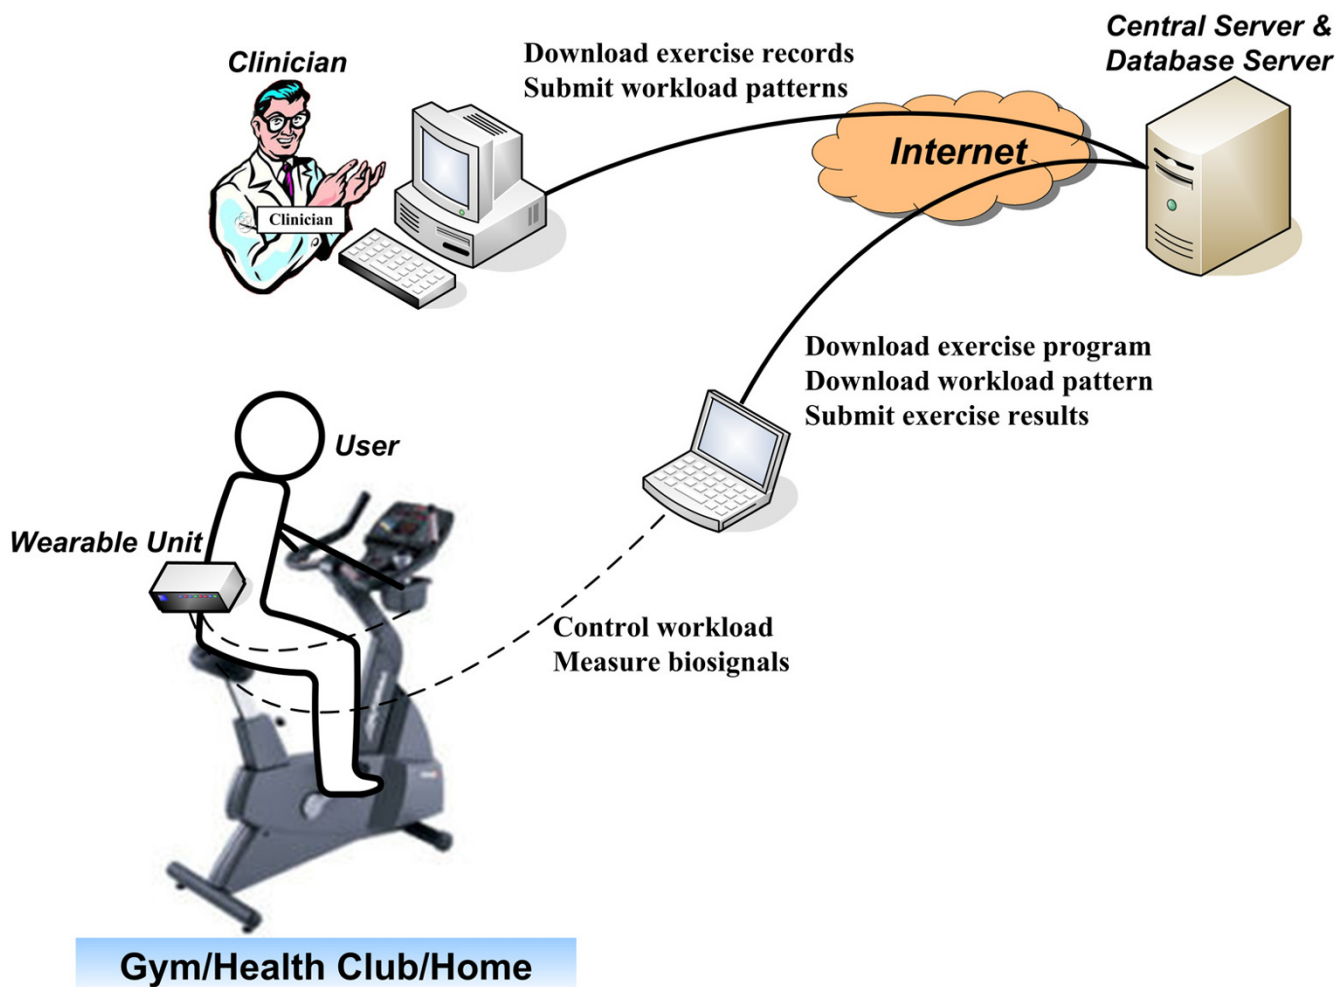 Central Server &
Database Server
Download exercise records
Submit workload patterns
Clinician
Internet
Clinician
Download exercise program
Download workload pattern
Submit exercise results
User
Wearable Unit
Control workload
Measure biosignals
Gym/Health Club/Home